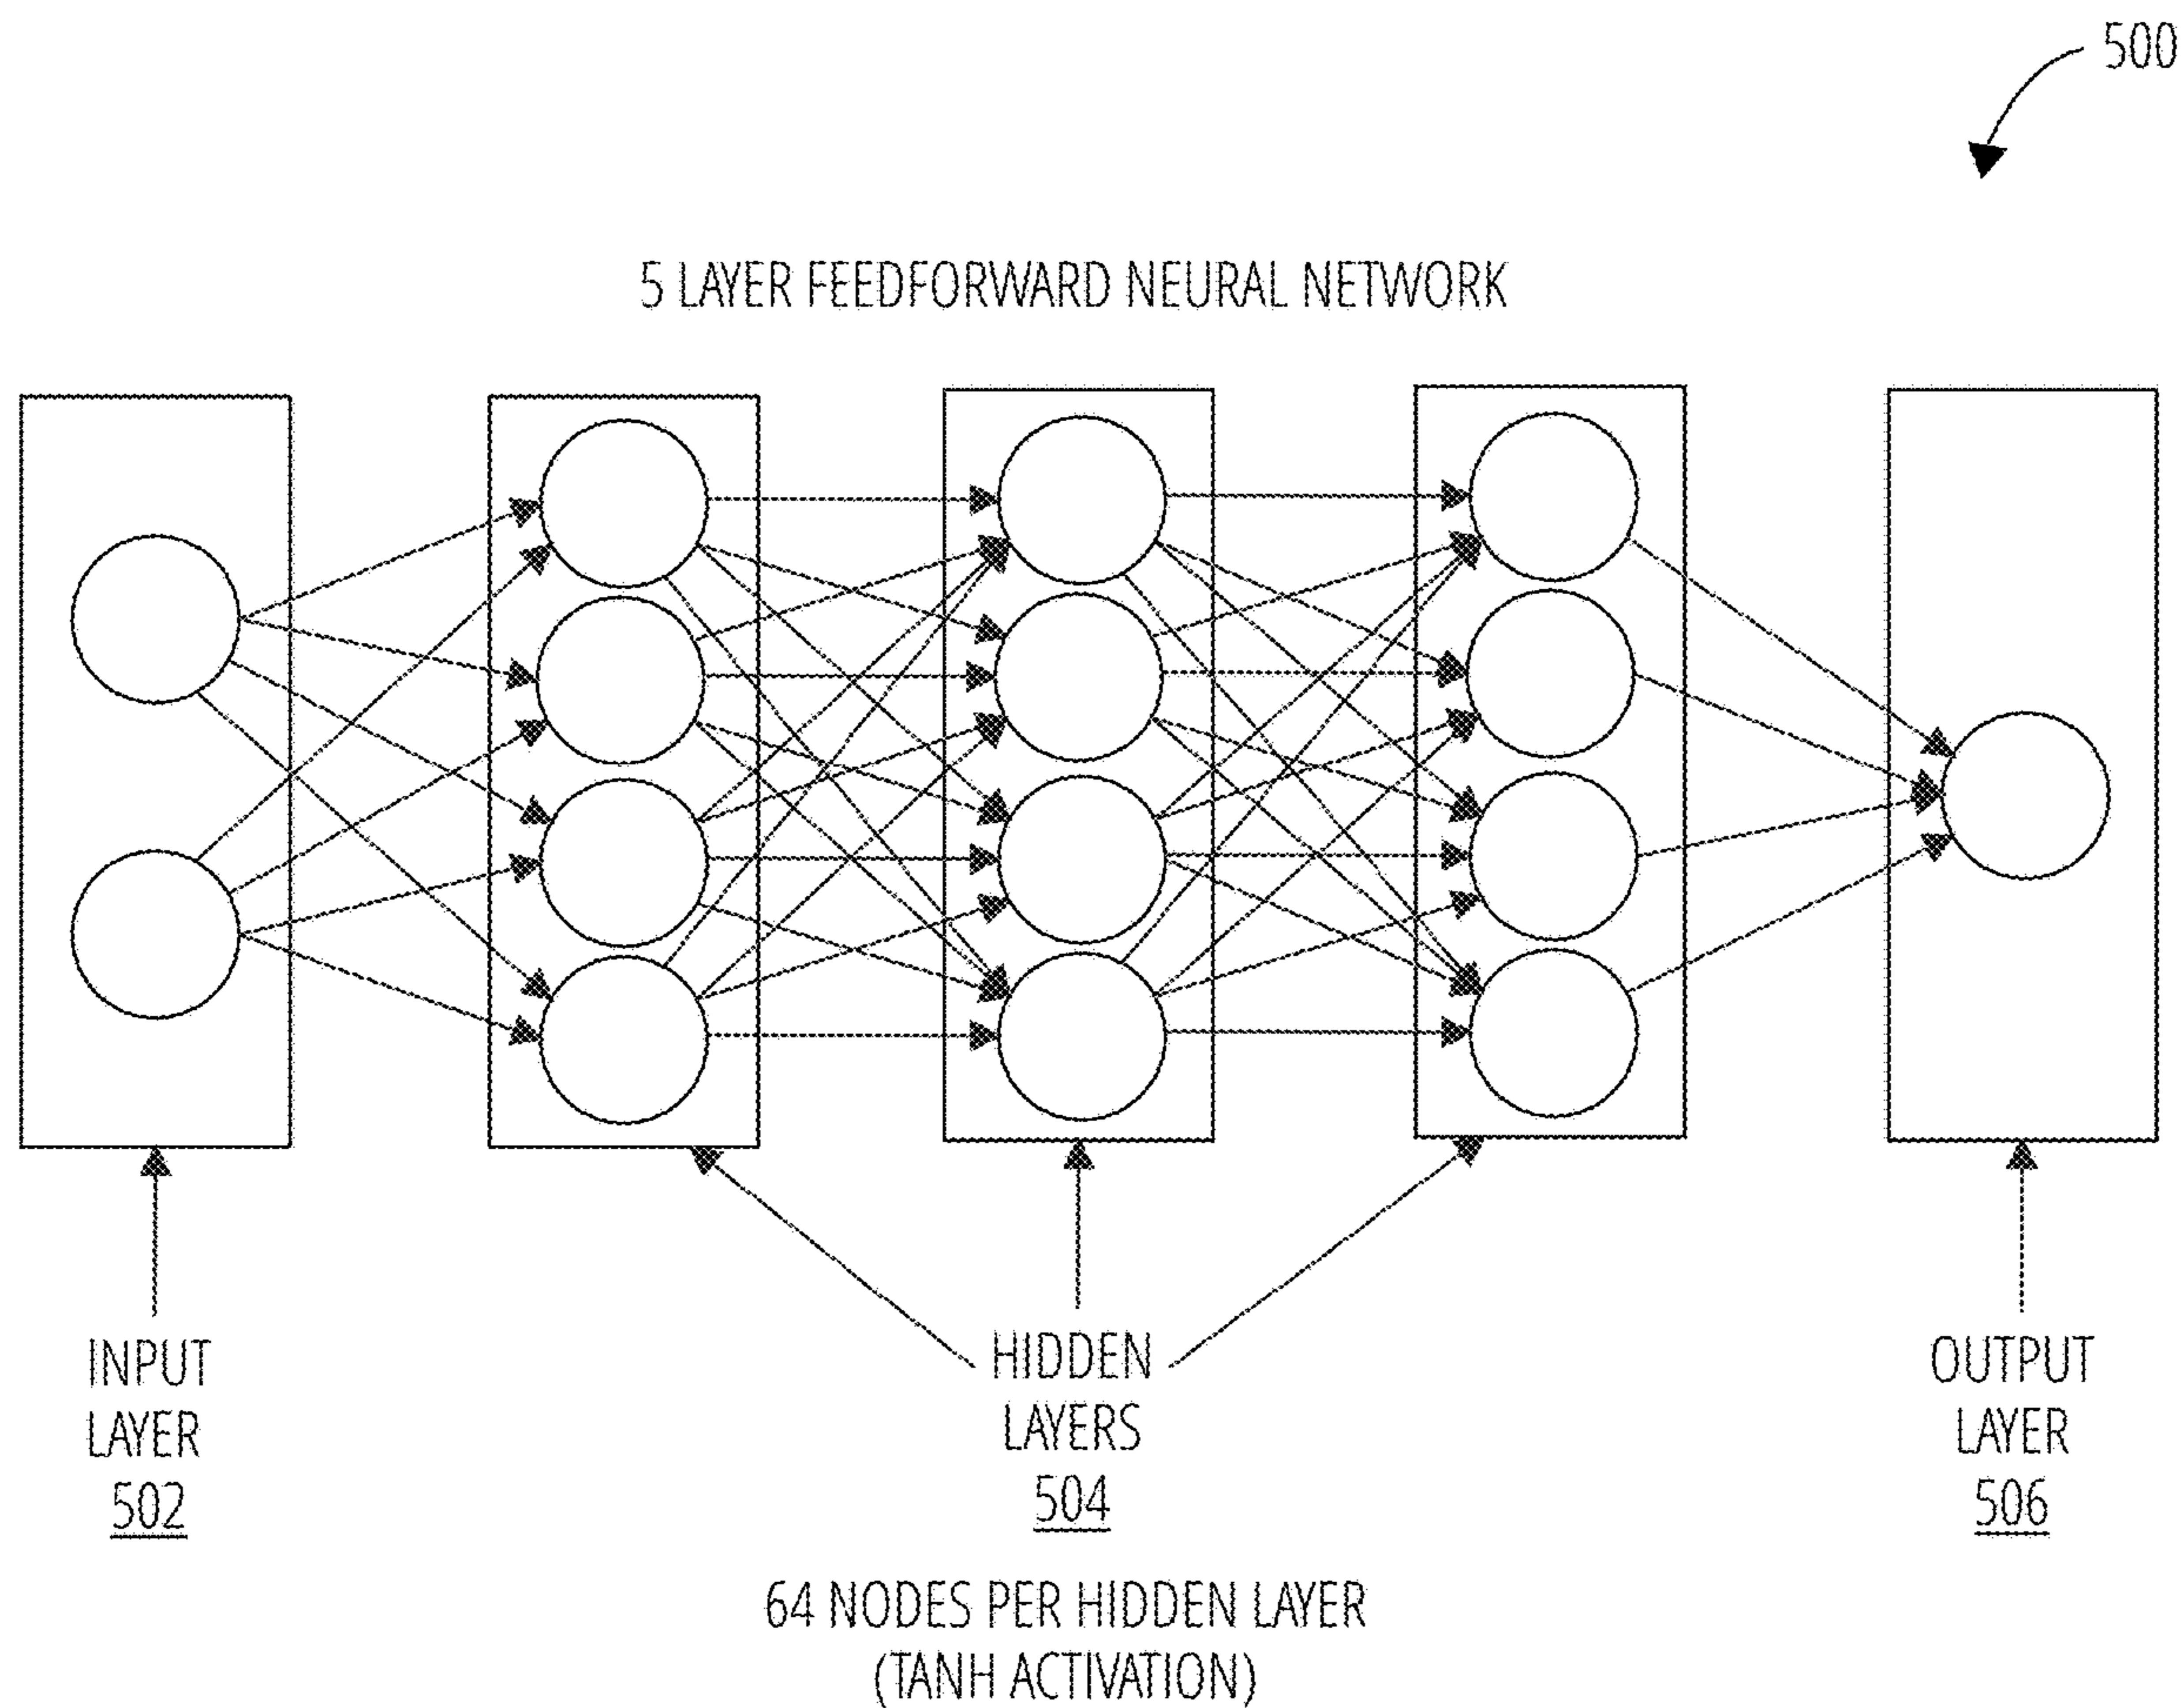 500
5 LAYER FEEDFORWARD NEURAL NETWORK
INPUT
LAYER
502
HIDDEN
LAYERS
504
OUTPUT
LAYER
506
64 NODES PER HIDDEN LAYER
(TANH ACTIVATION)